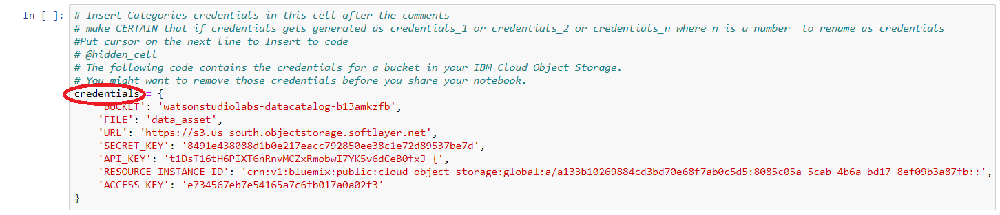 In [ ]:
# Insert Categories credentials in this cell after the comments
# make CERTAIN that if credentials gets generated as credentials_1 or credentials_2 or credentials_n where n is a number  to rename as credentials
#Put cursor on the next line to Insert to code
# @hidden_cell
# The following code contains the credentials for a bucket in your IBM Cloud Object Storage.
# You might want to remove those credentials before you share your notebook.
credentials = {
    'BUCKET': 'watsonstudiolabs-datacatalog-b13amkzfb',
    'FILE': 'data_asset',
    'URL': 'https://s3.us-south.objectstorage.softlayer.net',
    'SECRET_KEY': '8491e438088d1b0e217eacc792850ee38c1e72d89537be7d',
    'API_KEY': 't1DsT16tH6PIXT6nRnvMCZxRmobwI7YK5v6dCeB0fxJ-{',
    'RESOURCE_INSTANCE_ID': 'crn:v1:bluemix:public:cloud-object-storage:global:a/a133b10269884cd3bd70e68f7ab0c5d5:8085c05a-5cab-4b6a-bd17-8ef09b3a87fb::',
    'ACCESS_KEY': 'e734567eb7e54165a7c6fb017a0a02f3'
}